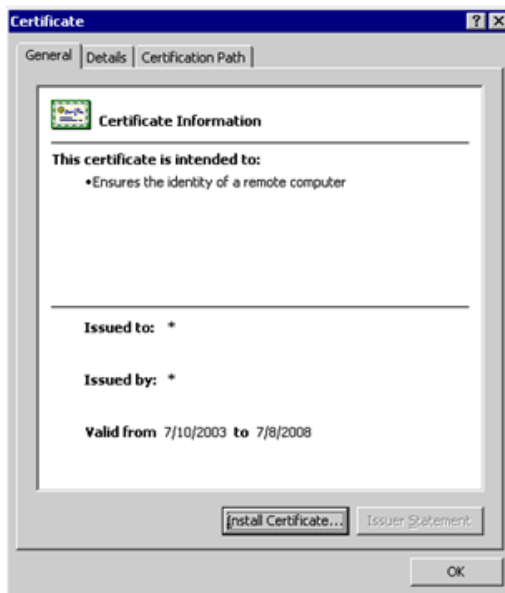 Certificate
General Details Certification Path
Certificate Information
This certificate is intended to:
•Ensures the identity of a remote computer
Issued to: *
Issued by: *
Valid from 7/10/2003 to 7/8/2008
Install Certificate... Issuer Statement
OK